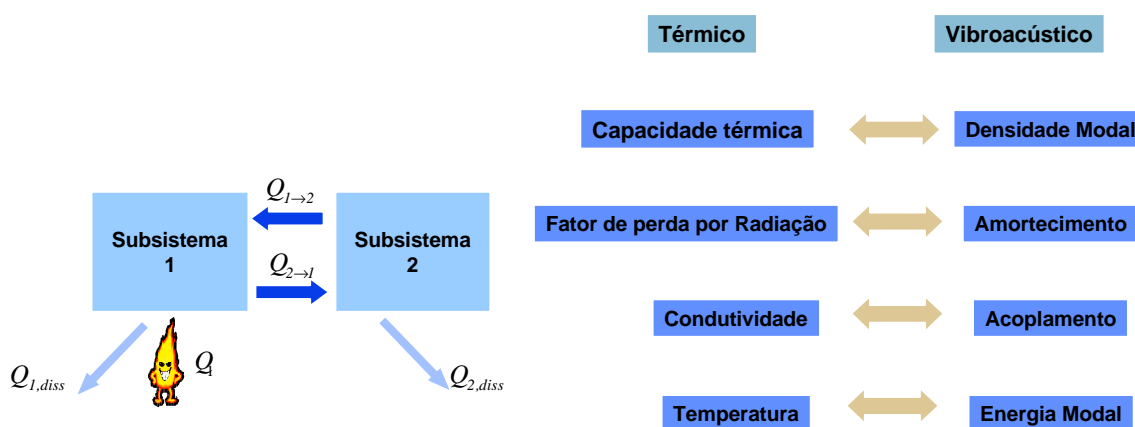 Térmico
Vibroacústico
Capacidade térmica
Densidade Modal
Q1→2
Fator de perda por Radiação
Amortecimento
Subsistema
1
Subsistema
2
Q2→1
Condutividade
Acoplamento
Q1
Q1,diss
Q2,diss
Temperatura
Energia Modal